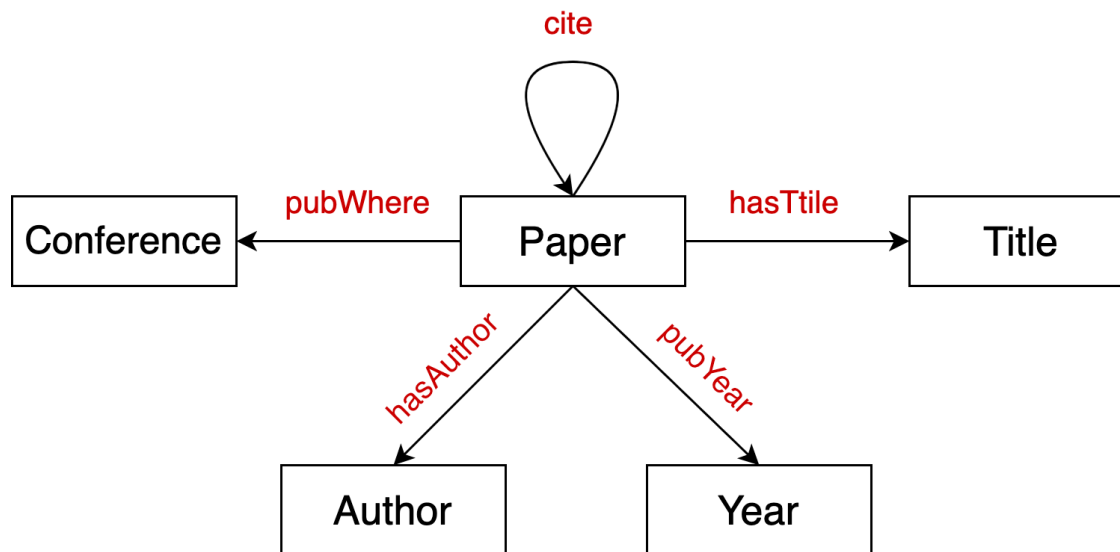 cite
pubWhere
hasTtile
Conference
Paper
Title
hasAuthor
pubYear
Author
Year